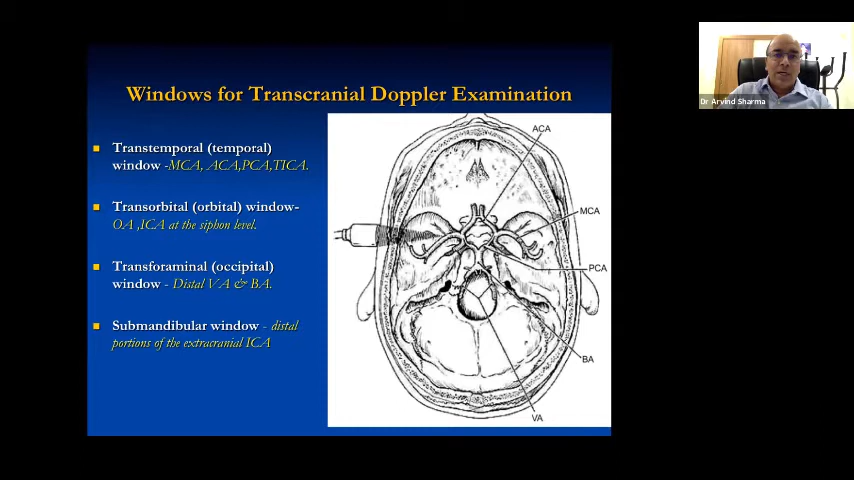 Windows for Transcranial Doppler Examination
Transtemporal (temporal)
window -MCA, ACA,PCA,TICA.
Transorbital (orbital) window-
OA ,ICA at the siphon level.
Transforaminal (occipital)
window - Distal VA & BA.
Submandibular window - distal
portions of the extracranial ICA
ACA
MCA
PCA
BA
VA
Dr Arvind Sharma